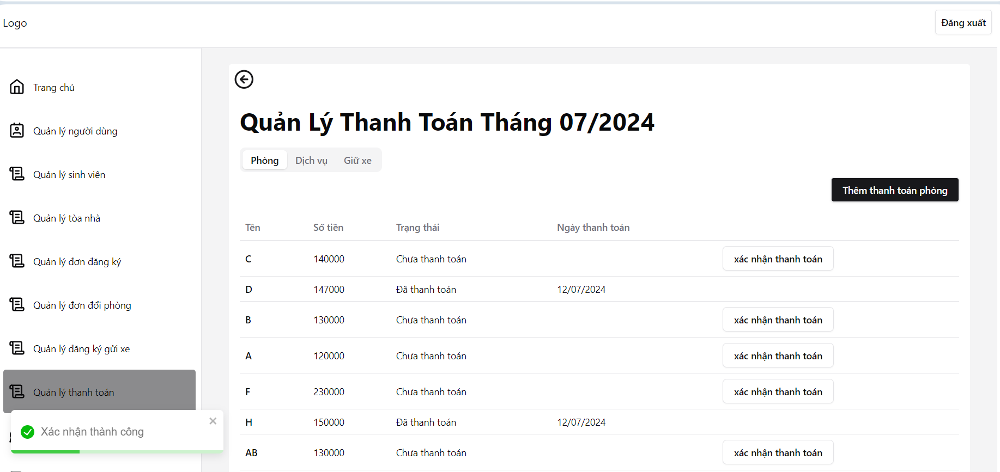 Logo
Đăng xuất
Trang chủ
Quản lý người dùng
Quản lý sinh viên
Quản lý tòa nhà
Quản lý đơn đăng ký
Quản lý đơn đổi phòng
Quản lý đăng ký gửi xe
Quản lý thanh toán
Xác nhận thành công
Quản Lý Thanh Toán Tháng 07/2024
Phòng Dịch vụ Giữ xe
Thêm thanh toán phòng
Tên Số tiền Trạng thái Ngày thanh toán
C 140000 Chưa thanh toán xác nhận thanh toán
D 147000 Đã thanh toán 12/07/2024
B 130000 Chưa thanh toán xác nhận thanh toán
A 120000 Chưa thanh toán xác nhận thanh toán
F 230000 Chưa thanh toán xác nhận thanh toán
H 150000 Đã thanh toán 12/07/2024
AB 130000 Chưa thanh toán xác nhận thanh toán